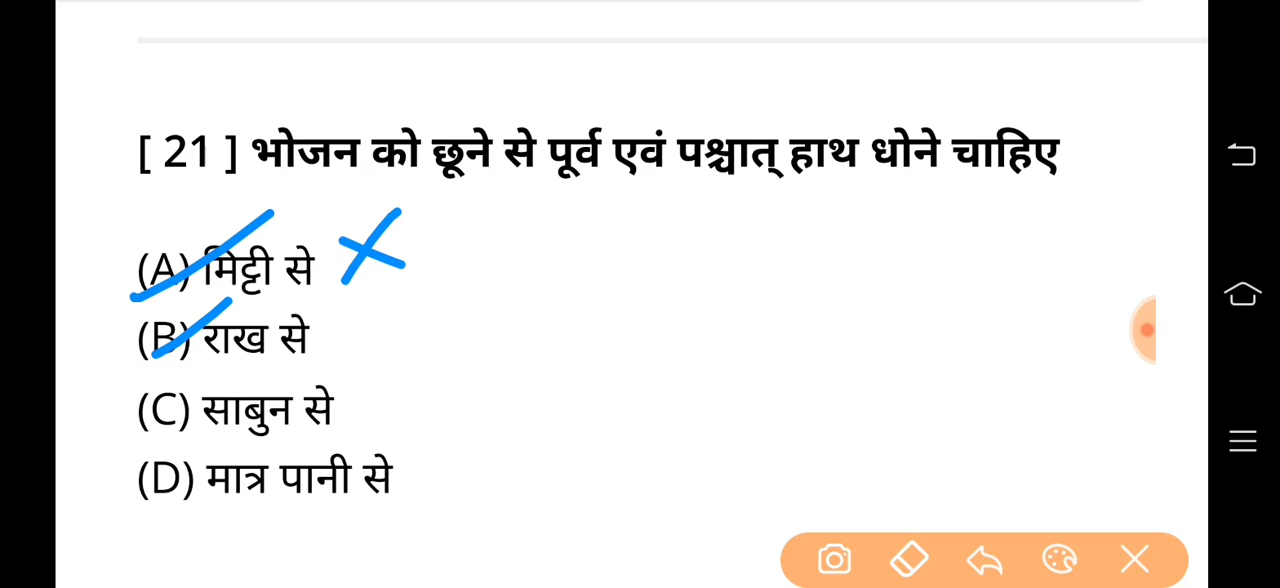 [ 21 ] भोजन को छूने से पूर्व एवं पश्चात् हाथ धोने चाहिए
(A) मिट्टी से
(B) राख से
(C) साबुन से
(D) मात्र पानी से